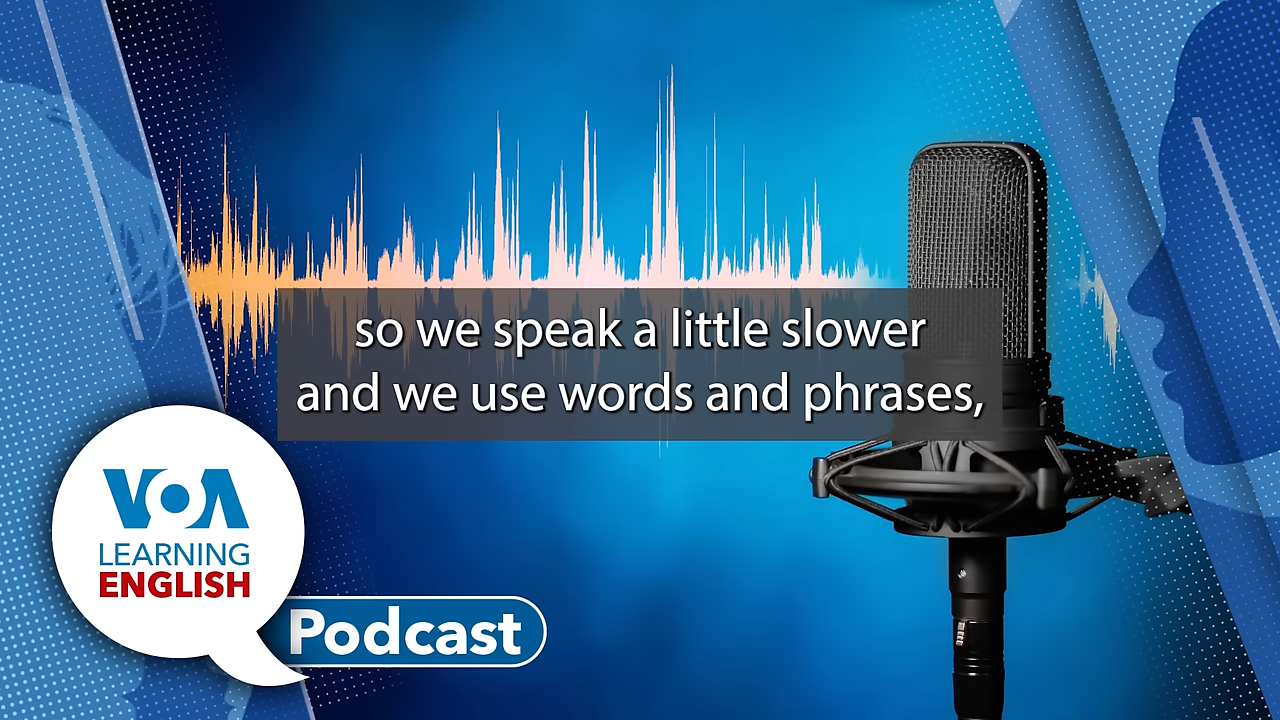 so we speak a little slower
and we use words and phrases,
VOA
LEARNING
ENGLISH
Podcast